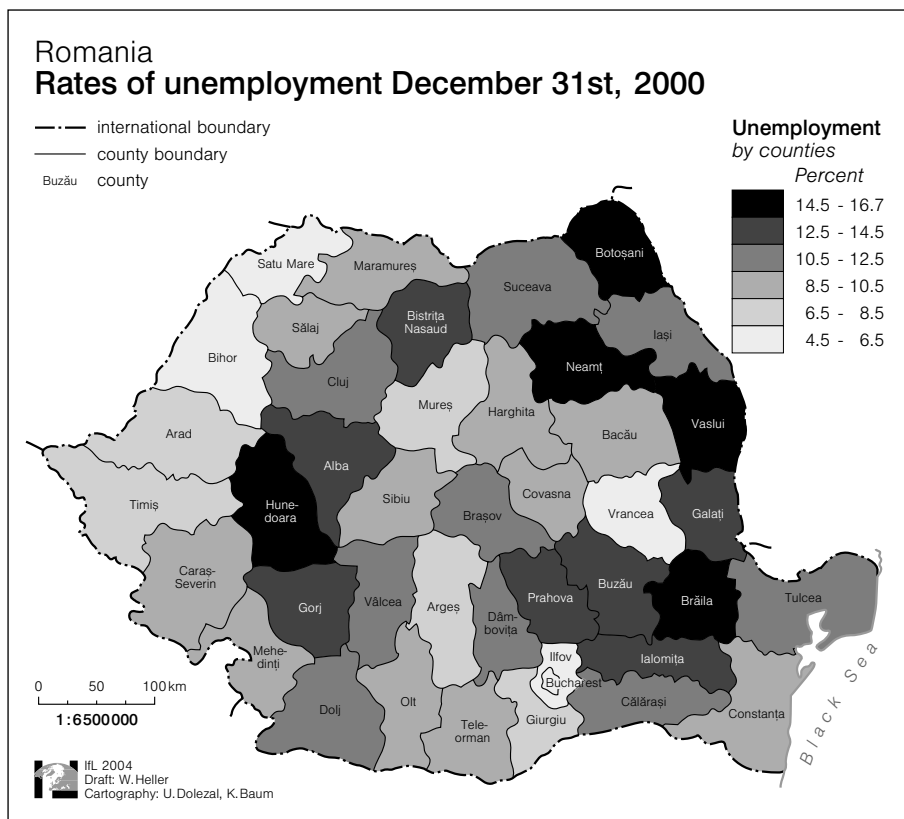 Romania
Rates of unemployment December 31st, 2000
international boundary
county boundary
Buzău county
Unemployment
by counties
Percent
14.5 - 16.7
12.5 - 14.5
10.5 - 12.5
8.5 - 10.5
6.5 - 8.5
4.5 - 6.5
Botoșani
Satu Mare
Maramureș
Suceava
Bistrița
Nasaud
Sălaj
Iași
Bihor
Neamț
Cluj
Mureș
Harghita
Vaslui
Arad
Bacău
Alba
Timiș
Hune-
doara
Sibiu
Covasna
Brașov
Vrancea
Galați
Caraș-
Severin
Gorj
Vâlcea
Argeș
Dâm-
bovița
Prahova
Buzău
Brăila
Tulcea
Mehe-
dinți
Ilfov
Bucharest
Ialomița
Dolj
Olt
Tele-
orman
Giurgiu
Călărași
Constanța
Black Sea
0 50 100 km
1:6500000
IfL 2004
Draft: W.Heller
Cartography: U.Dolezal, K.Baum